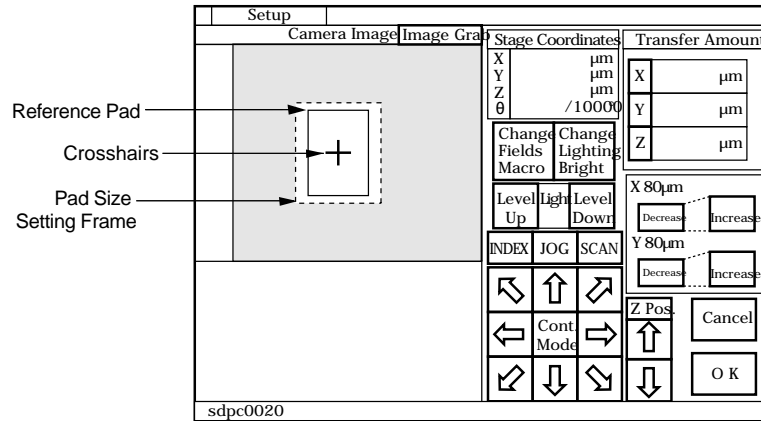 Setup
Camera Image
Image Grab
Reference Pad
Crosshairs
Pad Size
Setting Frame
Stage Coordinates
X µm
Y µm
Z µm
θ /10000°
Transfer Amount
X µm
Y µm
Z µm
Change
Fields
Macro
Change
Lighting
Bright
Level
Up
Light
Level
Down
X 80µm
Decrease
Increase
Y 80µm
Decrease
Increase
INDEX
JOG
SCAN
Cont.
Mode
Z Pos.
Cancel
O K
sdpc0020